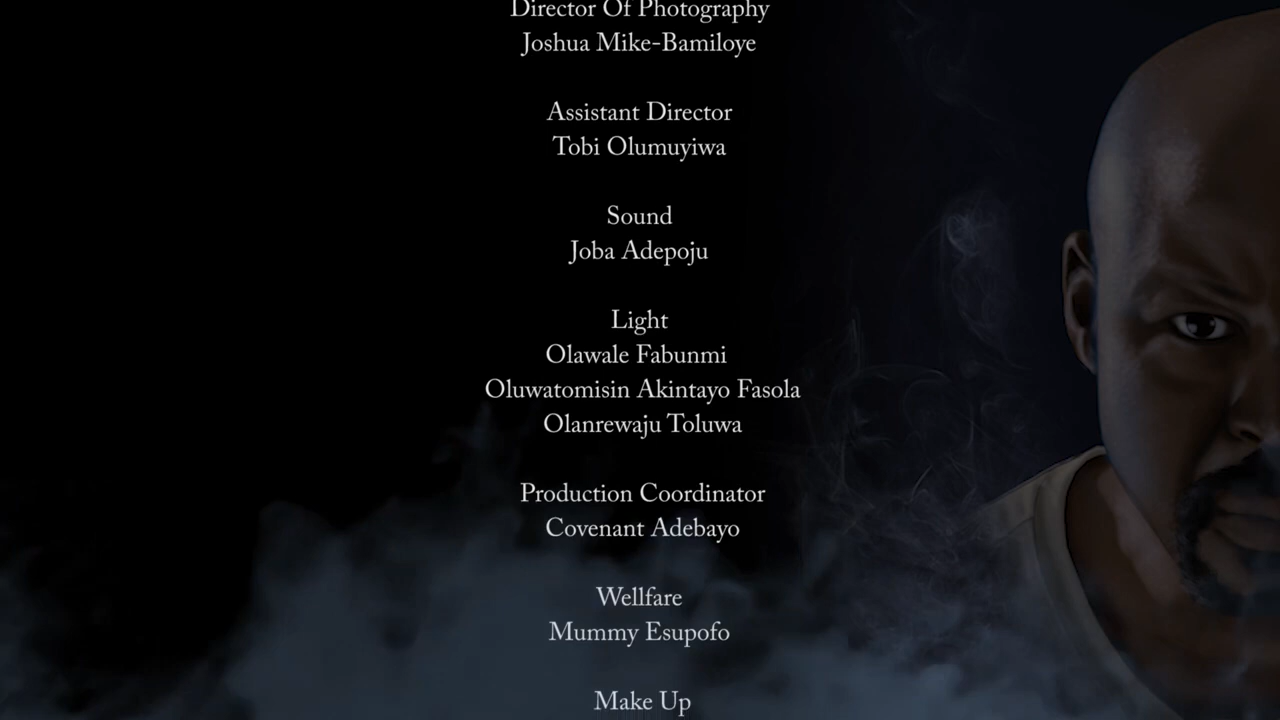 Director Of Photography
Joshua Mike-Bamiloye
Assistant Director
Tobi Olumuyiwa
Sound
Joba Adepoju
Light
Olawale Fabunmi
Oluwatomisin Akintayo Fasola
Olanrewaju Toluwa
Production Coordinator
Covenant Adebayo
Wellfare
Mummy Esupofo
Make Up